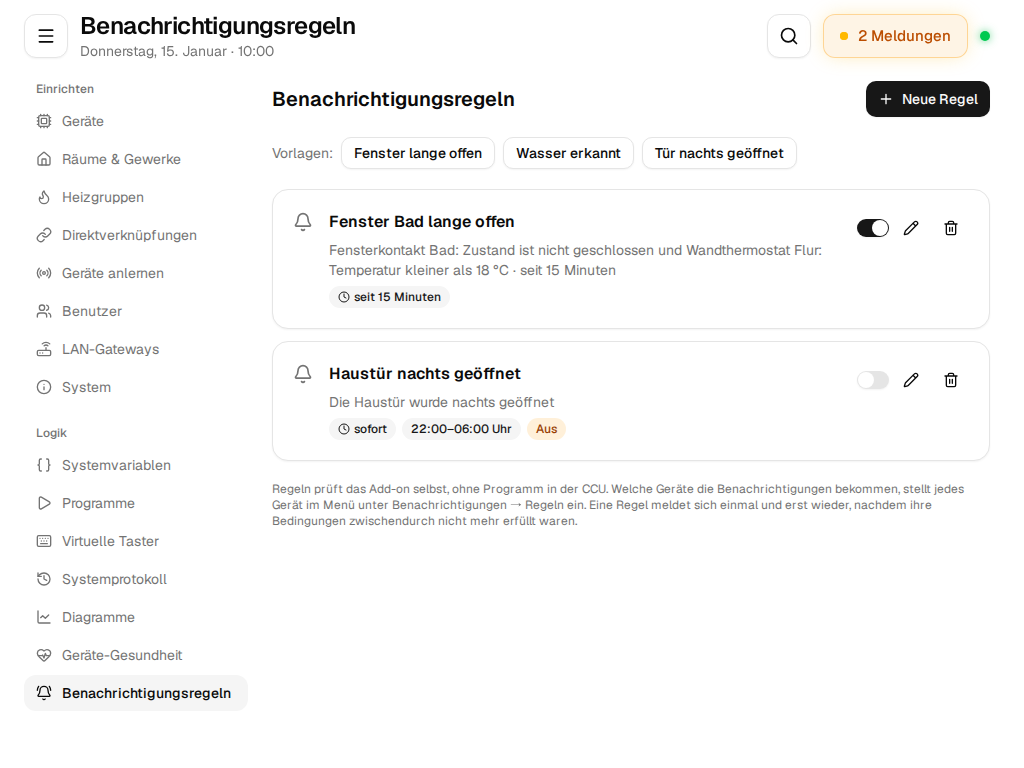 Benachrichtigungsregeln
Donnerstag, 15. Januar · 10:00
2 Meldungen
Einrichten
Geräte
Räume & Gewerke
Heizgruppen
Direktverknüpfungen
Geräte anlernen
Benutzer
LAN-Gateways
System
Logik
Systemvariablen
Programme
Virtuelle Taster
Systemprotokoll
Diagramme
Geräte-Gesundheit
Benachrichtigungsregeln
Benachrichtigungsregeln
Neue Regel
Vorlagen: Fenster lange offen Wasser erkannt Tür nachts geöffnet
Fenster Bad lange offen
Fensterkontakt Bad: Zustand ist nicht geschlossen und Wandthermostat Flur:
Temperatur kleiner als 18 °C · seit 15 Minuten
seit 15 Minuten
Haustür nachts geöffnet
Die Haustür wurde nachts geöffnet
sofort 22:00–06:00 Uhr Aus
Regeln prüft das Add-on selbst, ohne Programm in der CCU. Welche Geräte die Benachrichtigungen bekommen, stellt jedes
Gerät im Menü unter Benachrichtigungen → Regeln ein. Eine Regel meldet sich einmal und erst wieder, nachdem ihre
Bedingungen zwischendurch nicht mehr erfüllt waren.